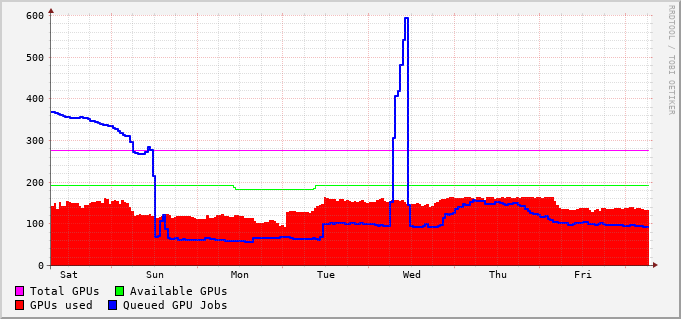 600
500
400
300
200
100
0
Sat Sun Mon Tue Wed Thu Fri
Total GPUs Available GPUs
GPUs used Queued GPU Jobs
RRDTOOL / TOBI OETIKER